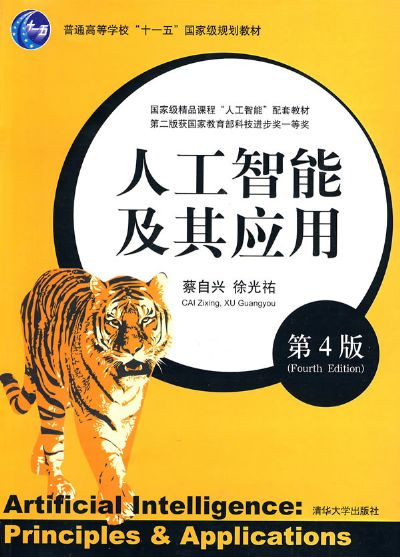 十一五
普通高等学校“十一五”国家级规划教材
国家级精品课程“人工智能”配套教材
第二版获国家教育部科技进步奖一等奖
人工智能
及其应用
蔡自兴 徐光祐
CAI Zixing, XU Guangyou
第4版
(Fourth Edition)
Artificial Intelligence:
Principles & Applications
清华大学出版社